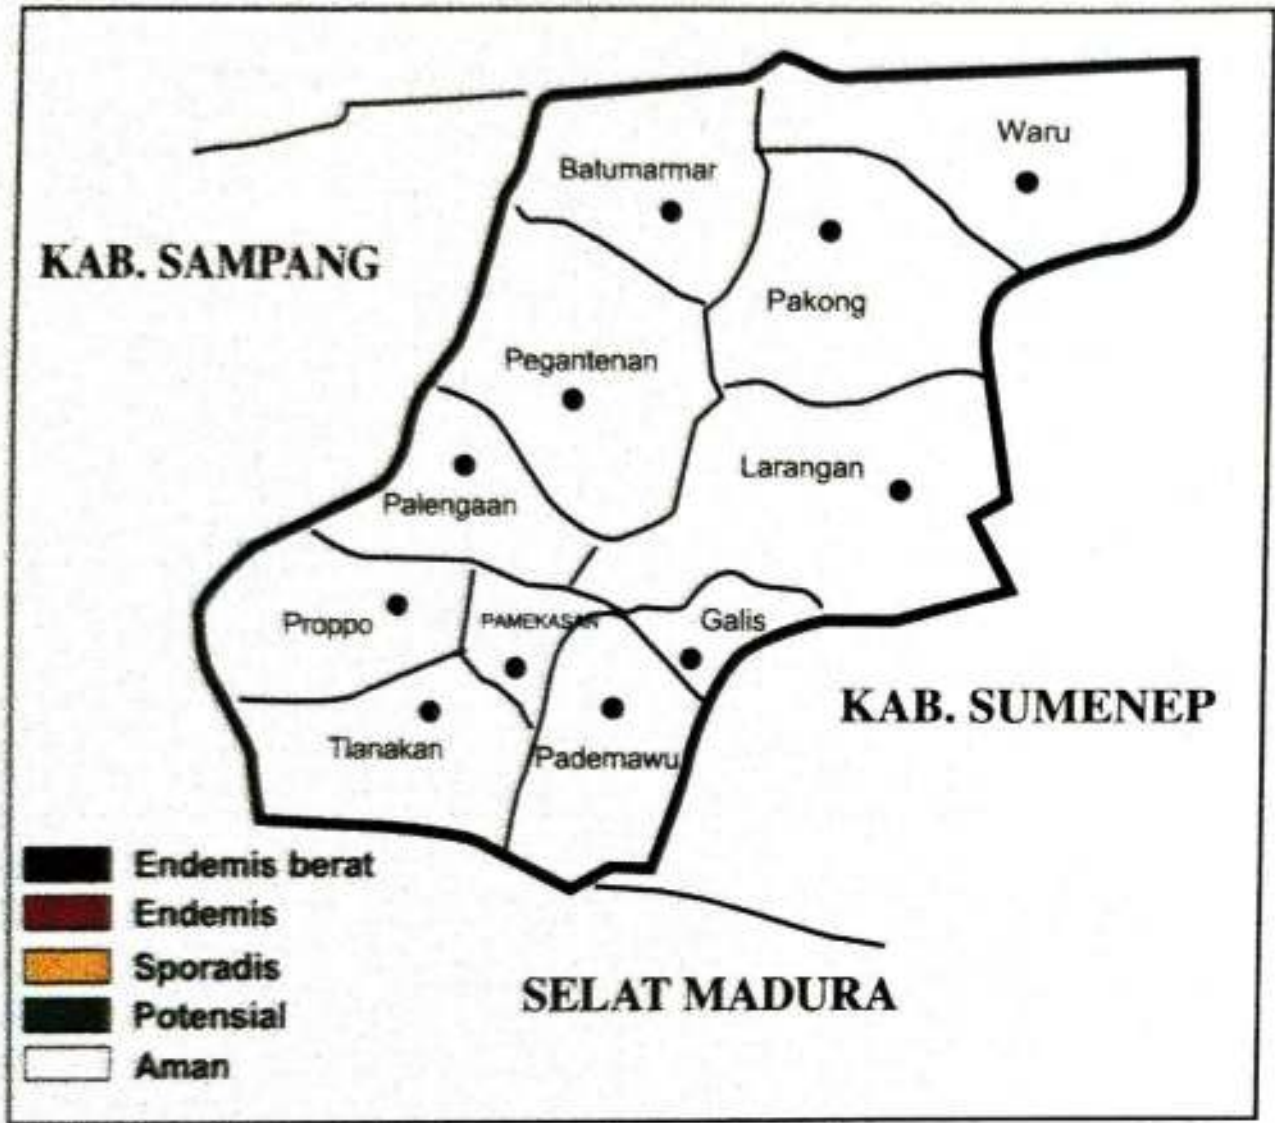 Waru
Batumarmar
KAB. SAMPANG
Pakong
Pegantenan
Larangan
Palengaan
Proppo
PAMEKASAN
Galis
KAB. SUMENEP
Tlanakan
Pademawu
Endemis berat
Endemis
Sporadis
Potensial
Aman
SELAT MADURA